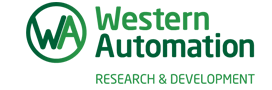 WA
Western
Automation
RESEARCH & DEVELOPMENT